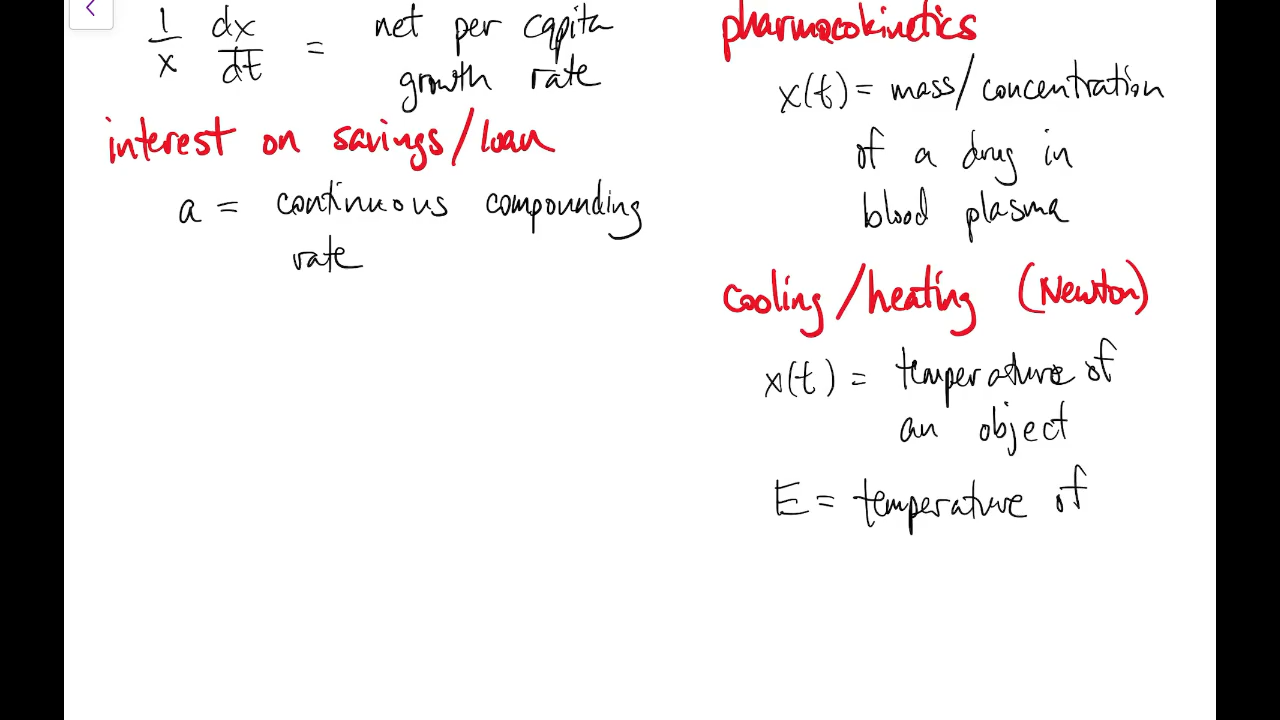 1/x dx/dt = net per capita
growth rate
interest on savings/loan
a = continuous compounding
rate
pharmacokinetics
x(t) = mass/concentration
of a drug in
blood plasma
cooling/heating (Newton)
x(t) = temperature of
an object
E = temperature of